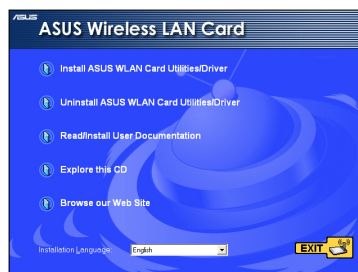 ASUS
ASUS Wireless LAN Card
Install ASUS WLAN Card Utilities/Driver
Uninstall ASUS WLAN Card Utilities/Driver
Read/Install User Documentation
Explore this CD
Browse our Web Site
Installation Language: English
EXIT